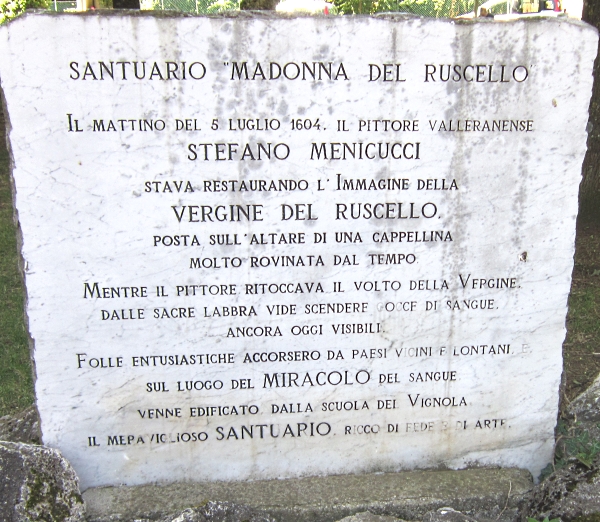 SANTUARIO "MADONNA DEL RUSCELLO"
IL MATTINO DEL 5 LUGLIO 1604. IL PITTORE VALLERANENSE
STEFANO MENICUCCI
STAVA RESTAURANDO L'IMMAGINE DELLA
VERGINE DEL RUSCELLO.
POSTA SULL'ALTARE DI UNA CAPPELLINA
MOLTO ROVINATA DAL TEMPO
MENTRE IL PITTORE RITOCCAVA IL VOLTO DELLA VERGINE.
DALLE SACRE LABBRA VIDE SCENDERE GOCCE DI SANGUE.
ANCORA OGGI VISIBILI.
FOLLE ENTUSIASTICHE ACCORSERO DA PAESI VICINI E LONTANI. E
SUL LUOGO DEL MIRACOLO DEL SANGUE
VENNE EDIFICATO DALLA SCUOLA DEL VIGNOLA
IL MERAVIGLIOSO SANTUARIO. RICCO DI FEDE E DI ARTE.